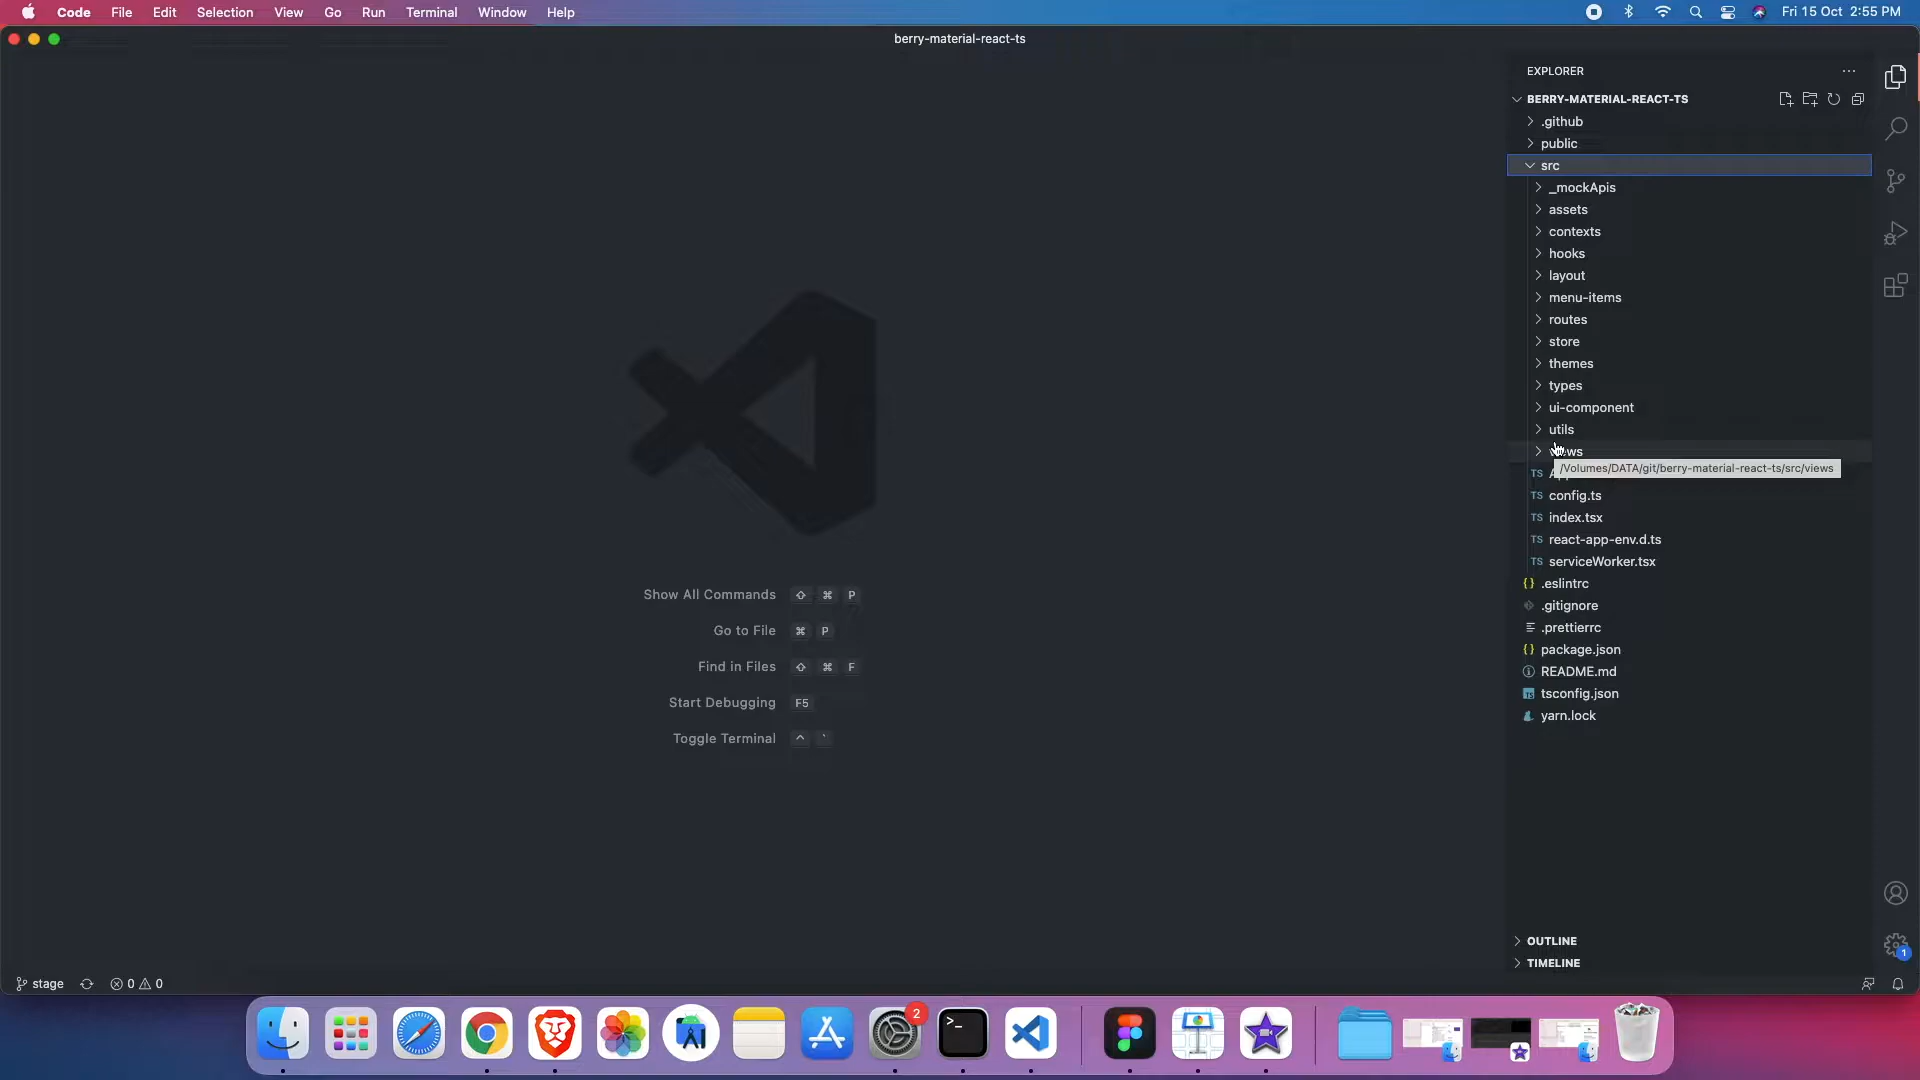 Code File Edit Selection View Go Run Terminal Window Help Fri 15 Oct 2:55 PM
berry-material-react-ts
EXPLORER
BERRY-MATERIAL-REACT-TS
.github
public
src
_mockApis
assets
contexts
hooks
layout
menu-items
routes
store
themes
types
ui-component
utils
/Volumes/DATA/git/berry-material-react-ts/src/views
TS
TS config.ts
TS index.tsx
TS react-app-env.d.ts
TS serviceWorker.tsx
{} .eslintrc
.gitignore
.prettierrc
{} package.json
README.md
TS tsconfig.json
yarn.lock
Show All Commands ⇧ ⌘ P
Go to File ⌘ P
Find in Files ⇧ ⌘ F
Start Debugging F5
Toggle Terminal ^ `
OUTLINE
TIMELINE
1
stage 0 0
2
>_